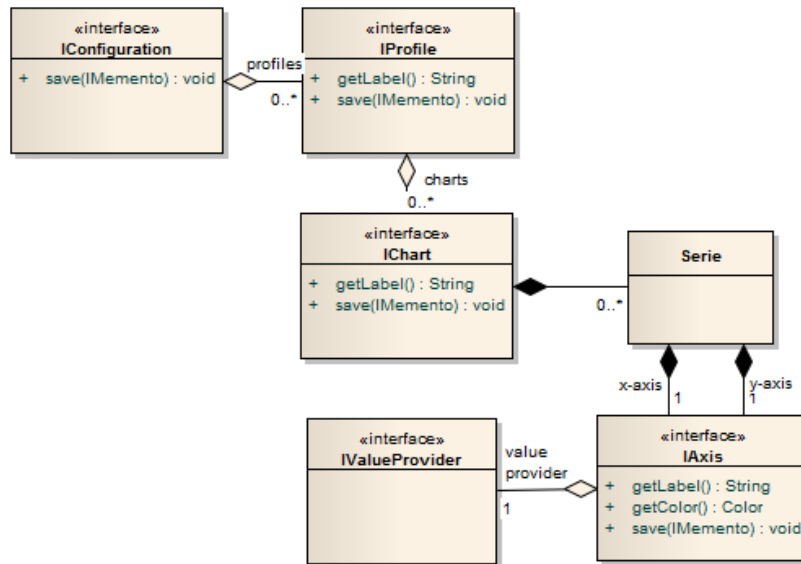 «interface»
IConfiguration
+ save(IMemento) : void
profiles
0..*
«interface»
IProfile
+ getLabel() : String
+ save(IMemento) : void
charts
0..*
«interface»
IChart
+ getLabel() : String
+ save(IMemento) : void
0..*
Serie
x-axis
1
y-axis
1
«interface»
IValueProvider
value
provider
1
«interface»
IAxis
+ getLabel() : String
+ getColor() : Color
+ save(IMemento) : void